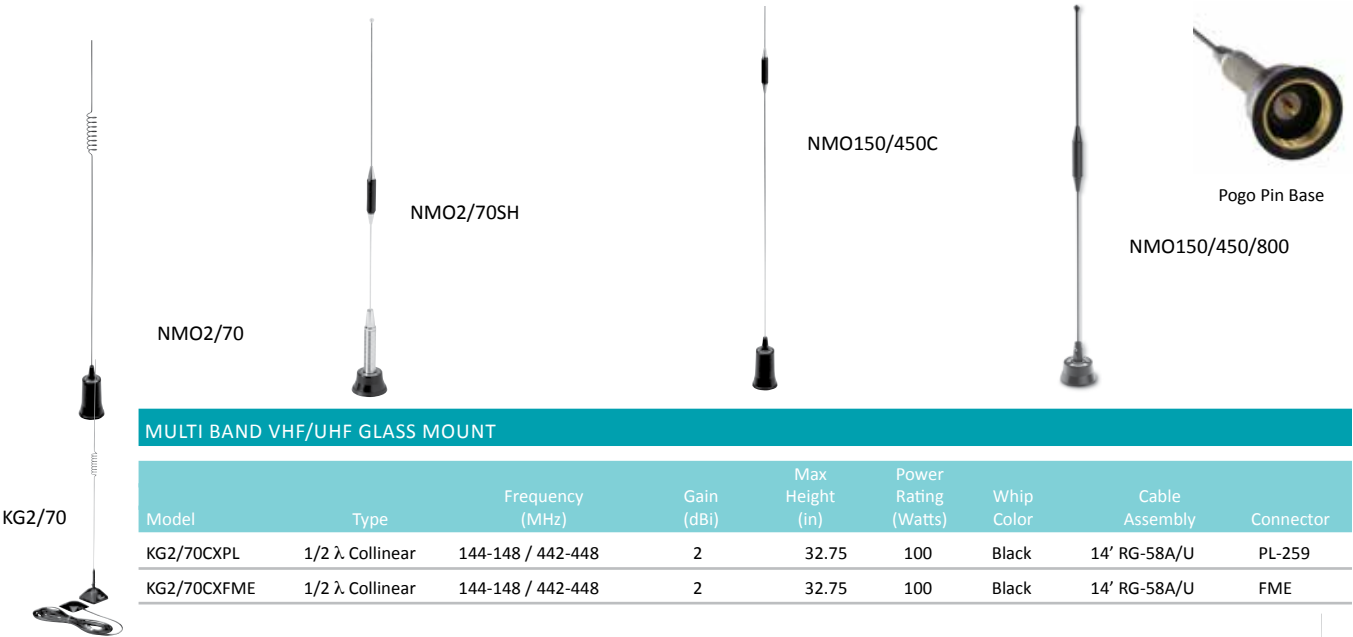 NMO150/450C
Pogo Pin Base
NMO2/70SH
NMO150/450/800
NMO2/70
MULTI BAND VHF/UHF GLASS MOUNT
KG2/70
Model Type Frequency (MHz) Gain (dBi) Max Height (in) Power Rating (Watts) Whip Color Cable Assembly Connector
KG2/70CXPL 1/2 λ Collinear 144-148 / 442-448 2 32.75 100 Black 14’ RG-58A/U PL-259
KG2/70CXFME 1/2 λ Collinear 144-148 / 442-448 2 32.75 100 Black 14’ RG-58A/U FME